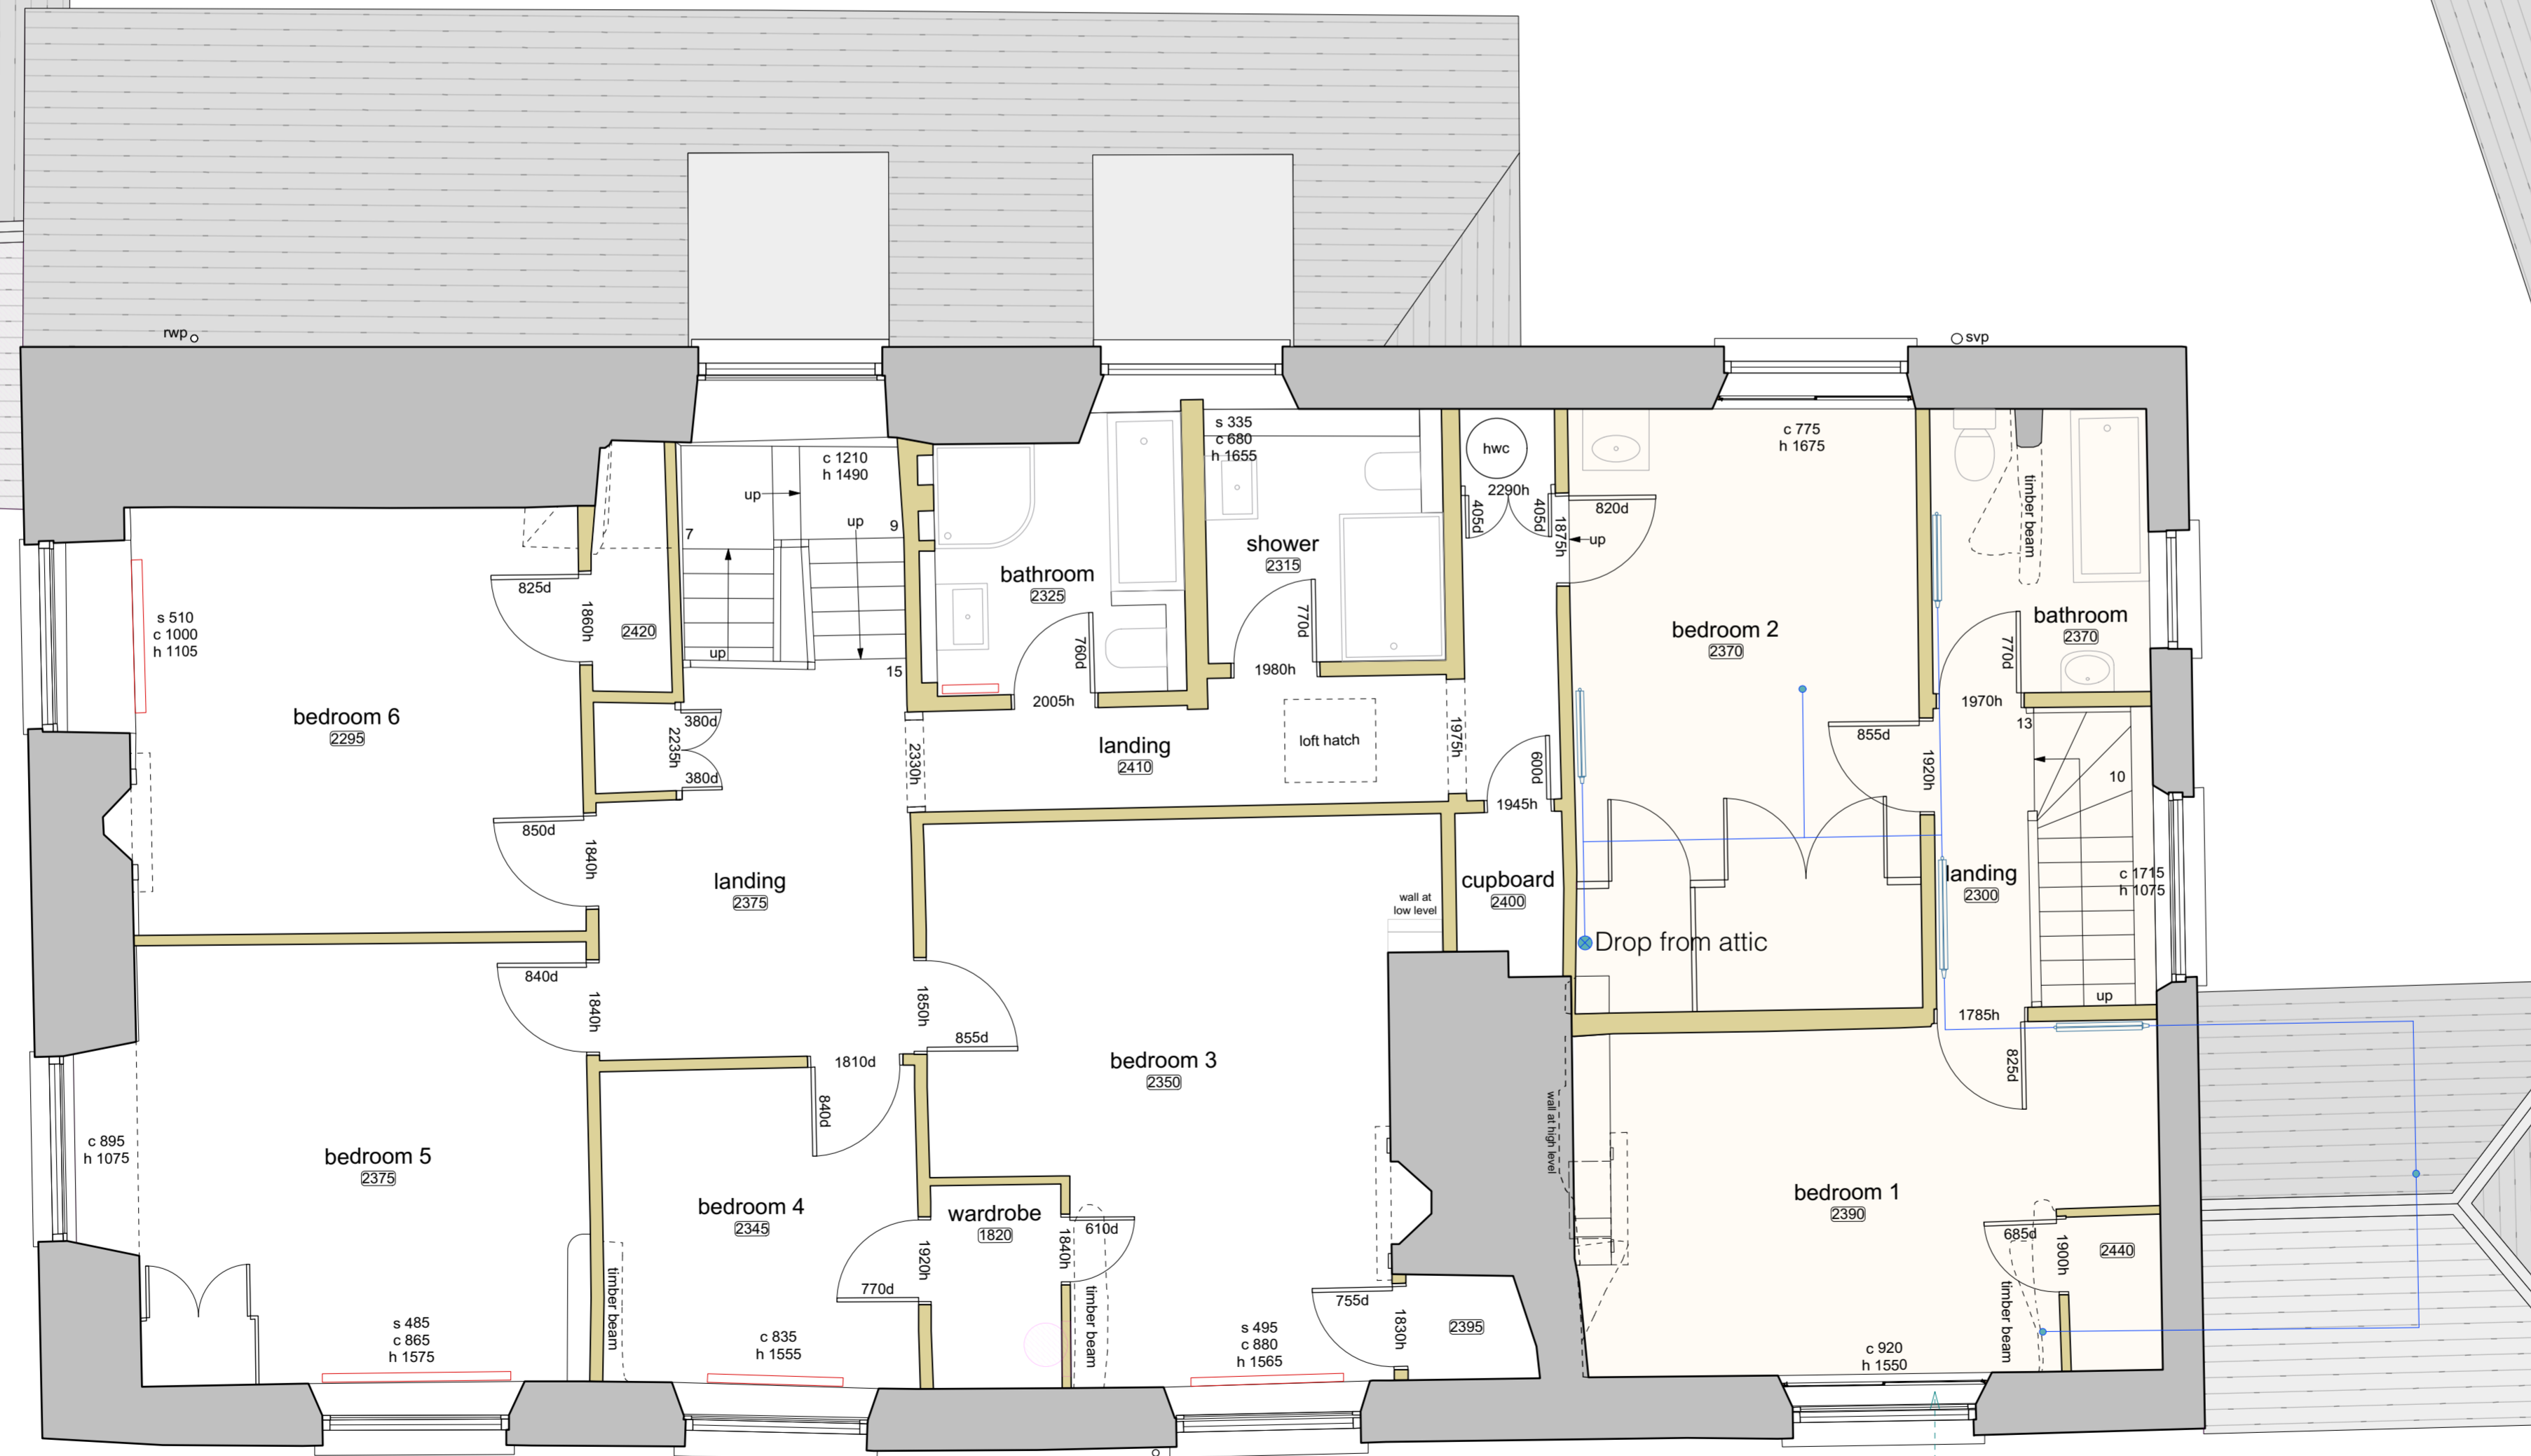 rwp
svp
c 1210
h 1490
up
up
7
9
up
15
s 335
c 680
h 1655
hwc
2290h
405d
405d
1875h
820d
up
c 775
h 1675
timber beam
bathroom
2370
770d
1970h
13
825d
1860h
2420
s 510
c 1000
h 1105
bedroom 6
2295
bathroom
2325
760d
2005h
shower
2315
770d
1980h
bedroom 2
2370
855d
1920h
380d
2235h
380d
2330h
landing
2410
loft hatch
1975h
600d
1945h
10
850d
1840h
landing
2375
cupboard
2400
wall at
low level
landing
2300
c 1715
h 1075
Drop from attic
up
840d
1840h
1850h
855d
1810d
840d
1785h
825d
bedroom 3
2350
wall at high level
c 895
h 1075
bedroom 5
2375
bedroom 4
2345
wardrobe
1820
1840h
610d
1920h
770d
bedroom 1
2390
685d
1900h
2440
timber beam
timber beam
timber beam
s 485
c 865
h 1575
c 835
h 1555
s 495
c 880
h 1565
755d
1830h
2395
c 920
h 1550